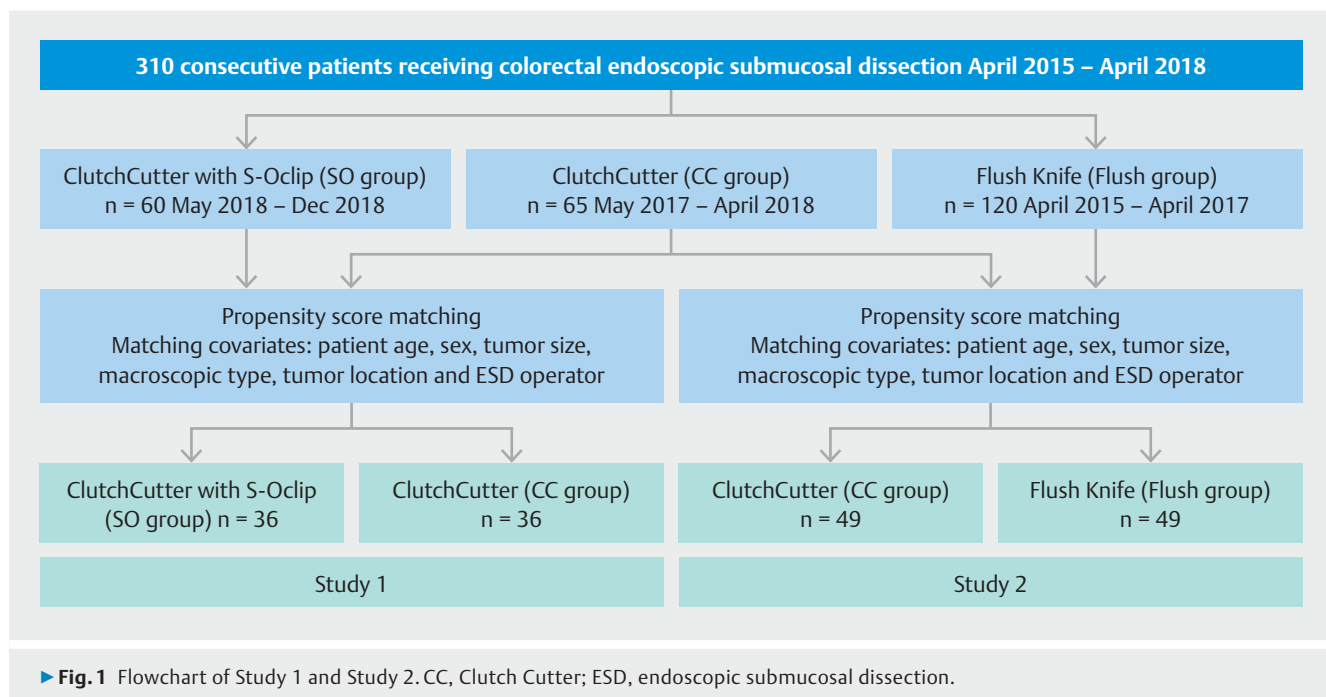 310 consecutive patients receiving colorectal endoscopic submucosal dissection April 2015 – April 2018
ClutchCutter with S-Oclip (SO group)
n = 60 May 2018 – Dec 2018
ClutchCutter (CC group)
n = 65 May 2017 – April 2018
Flush Knife (Flush group)
n = 120 April 2015 – April 2017
Propensity score matching
Matching covariates: patient age, sex, tumor size,
macroscopic type, tumor location and ESD operator
Propensity score matching
Matching covariates: patient age, sex, tumor size,
macroscopic type, tumor location and ESD operator
ClutchCutter with S-Oclip
(SO group) n = 36
ClutchCutter (CC group)
n = 36
ClutchCutter (CC group)
n = 49
Flush Knife (Flush group)
n = 49
Study 1
Study 2
▶ Fig. 1 Flowchart of Study 1 and Study 2. CC, Clutch Cutter; ESD, endoscopic submucosal dissection.